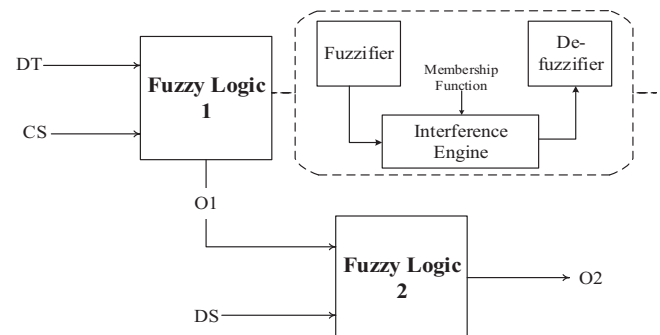 DT
CS
Fuzzy Logic
1
Fuzzifier
Membership
Function
De-
fuzzifier
Interference
Engine
O1
DS
Fuzzy Logic
2
O2